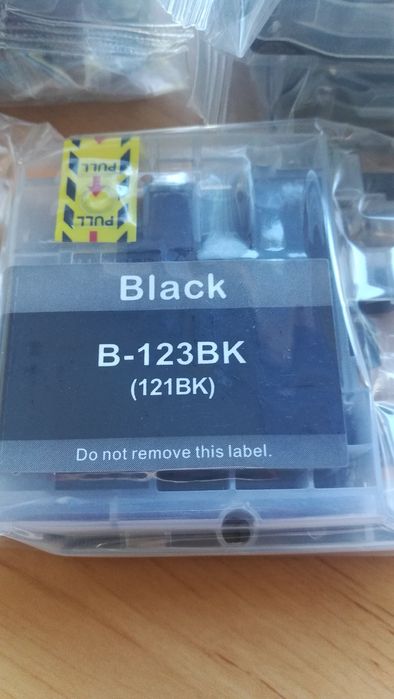 PULL
PULL
Black
B-123BK
(121BK)
Do not remove this label.